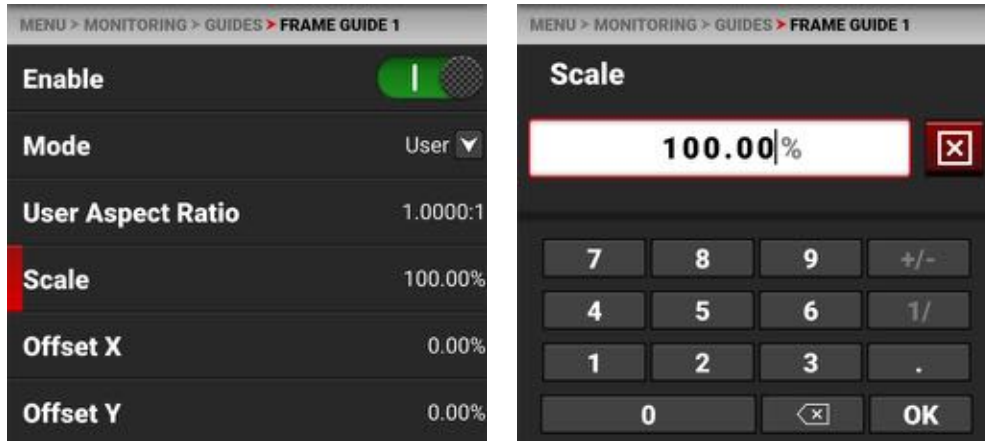 MENU > MONITORING > GUIDES > FRAME GUIDE 1
Enable
Mode User
User Aspect Ratio 1.0000:1
Scale 100.00%
Offset X 0.00%
Offset Y 0.00%
MENU > MONITORING > GUIDES > FRAME GUIDE 1
Scale
100.00%
7 8 9 +/-
4 5 6 1/
1 2 3 .
0 OK